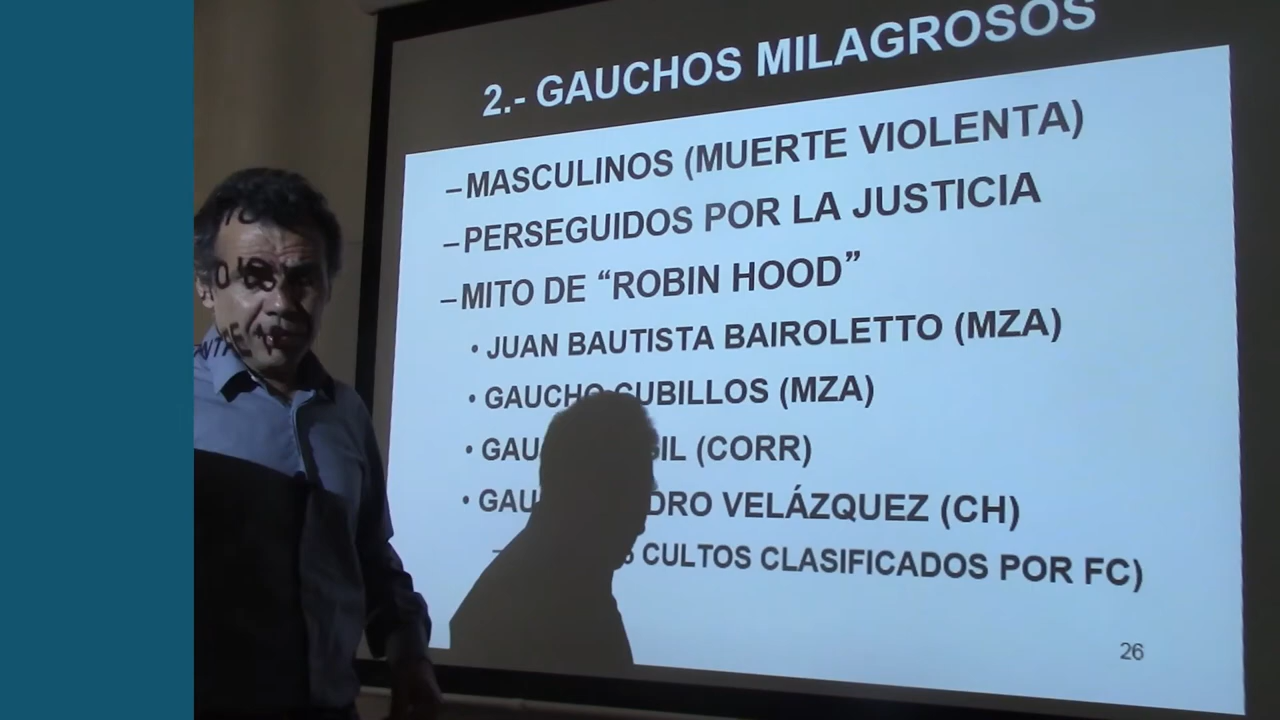 2.- GAUCHOS MILAGROSOS
–MASCULINOS (MUERTE VIOLENTA)
–PERSEGUIDOS POR LA JUSTICIA
–MITO DE “ROBIN HOOD”
• JUAN BAUTISTA BAIROLETTO (MZA)
• GAUCHO CUBILLOS (MZA)
• GAU GIL (CORR)
• GAU DRO VELÁZQUEZ (CH)
– CULTOS CLASIFICADOS POR FC)
26